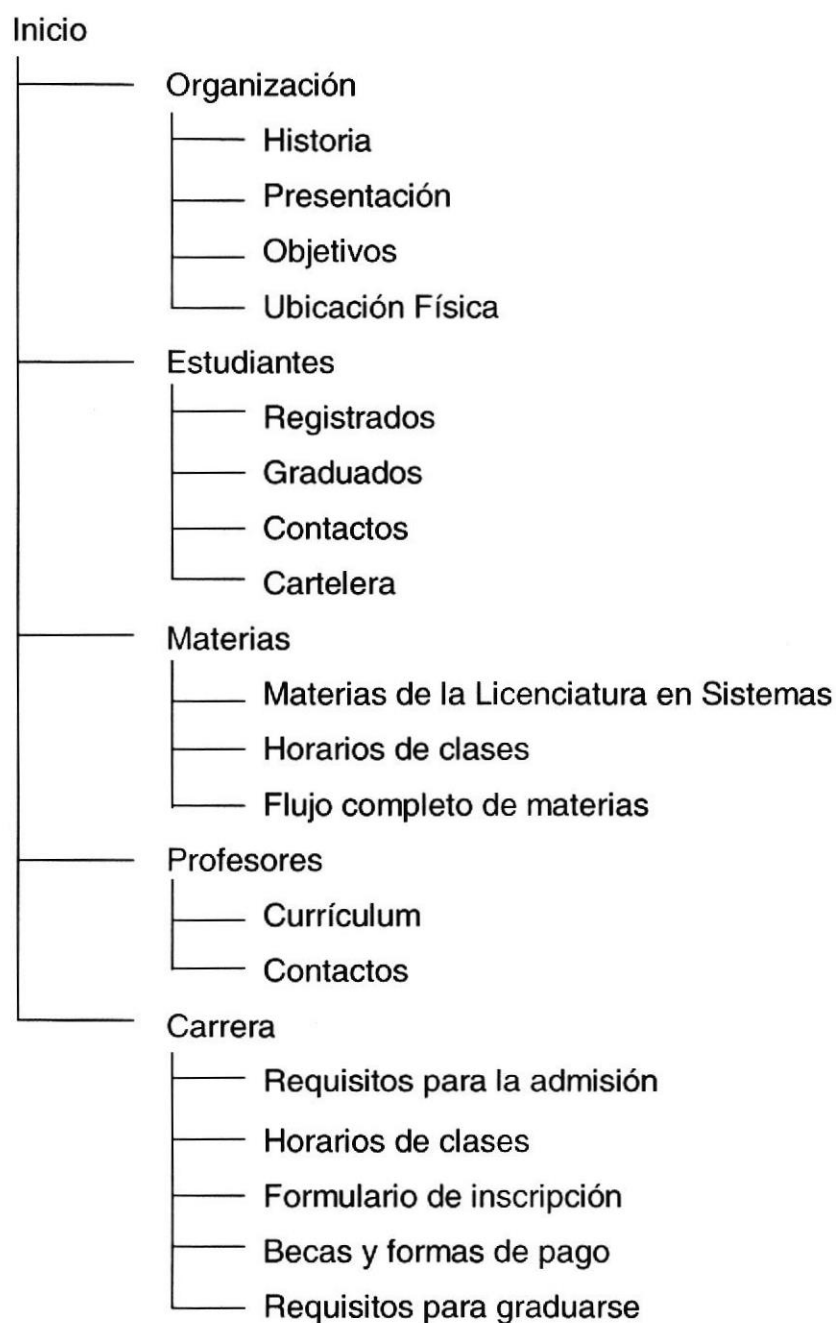 Inicio
Organización
Historia
Presentación
Objetivos
Ubicación Física
Estudiantes
Registrados
Graduados
Contactos
Cartelera
Materias
Materias de la Licenciatura en Sistemas
Horarios de clases
Flujo completo de materias
Profesores
Currículum
Contactos
Carrera
Requisitos para la admisión
Horarios de clases
Formulario de inscripción
Becas y formas de pago
Requisitos para graduarse